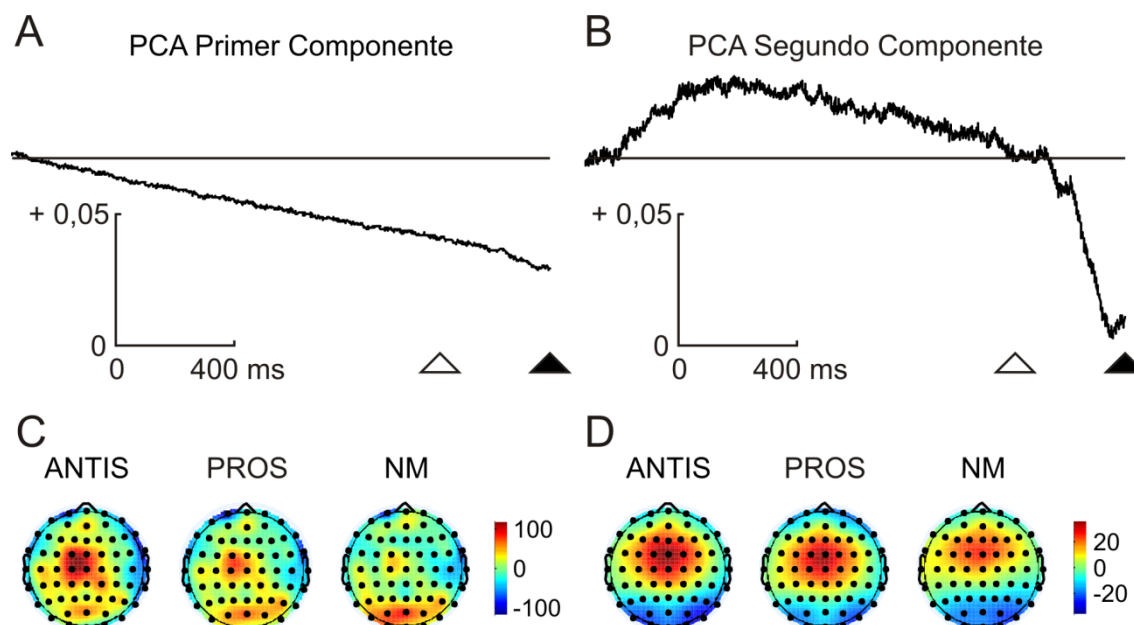 A
PCA Primer Componente
+ 0,05
0
0
400 ms
B
PCA Segundo Componente
+ 0,05
0
0
400 ms
C
ANTIS
PROS
NM
100
0
-100
D
ANTIS
PROS
NM
20
0
-20